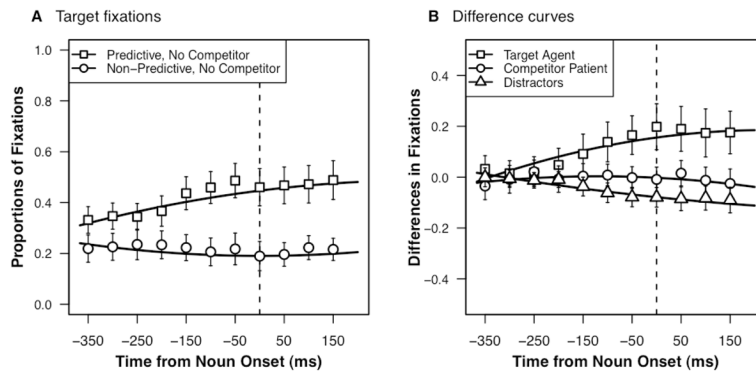 A Target fixations
Predictive, No Competitor
Non−Predictive, No Competitor
Proportions of Fixations
1.0
0.8
0.6
0.4
0.2
0.0
−350 −250 −150 −50 50 150
Time from Noun Onset (ms)
B Difference curves
Target Agent
Competitor Patient
Distractors
Differences in Fixations
0.4
0.2
0.0
−0.2
−0.4
−350 −250 −150 −50 50 150
Time from Noun Onset (ms)